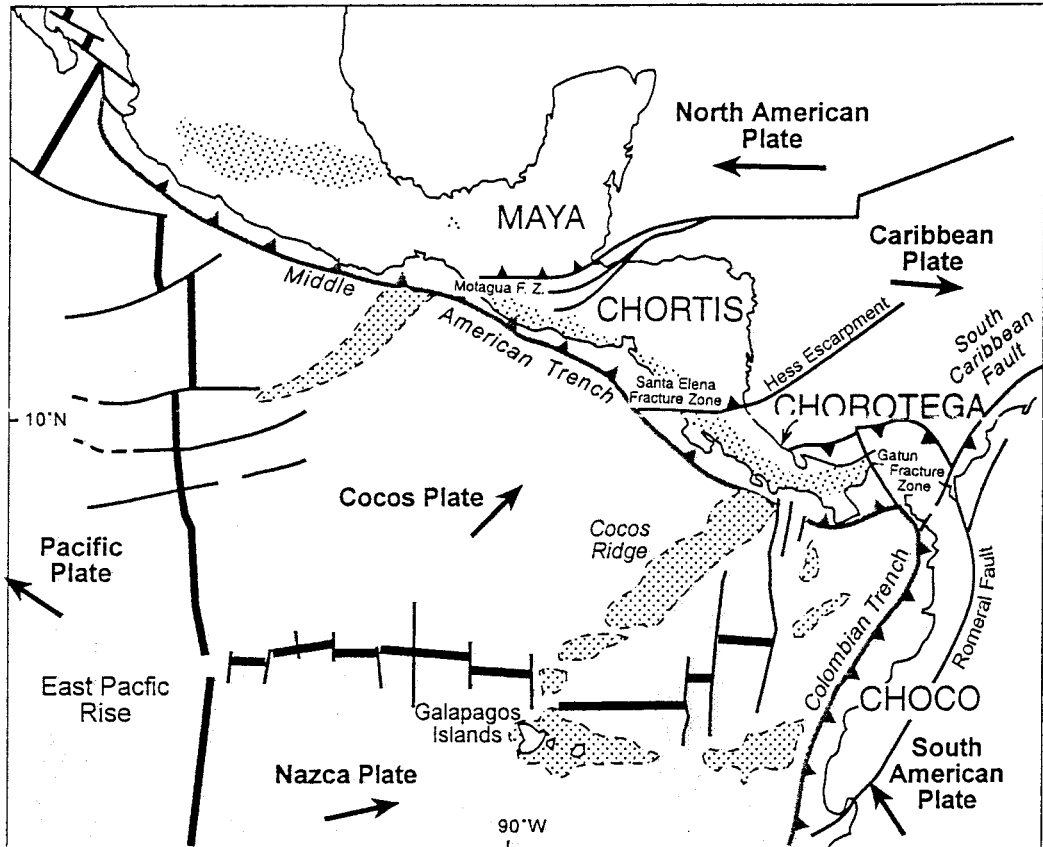 North American
Plate
MAYA
Caribbean
Plate
Middle
American Trench
Motagua F. Z.
CHORTIS
Hess Escarpment
South
Caribbean
Fault
Santa Elena
Fracture Zone
CHOROTEGA
10°N
Gatun
Fracture
Zone
Cocos Plate
Cocos
Ridge
Pacific
Plate
Colombian Trench
Romeral Fault
East Pacfic
Rise
Galapagos
Islands
CHOCO
Nazca Plate
South
American
Plate
90°W